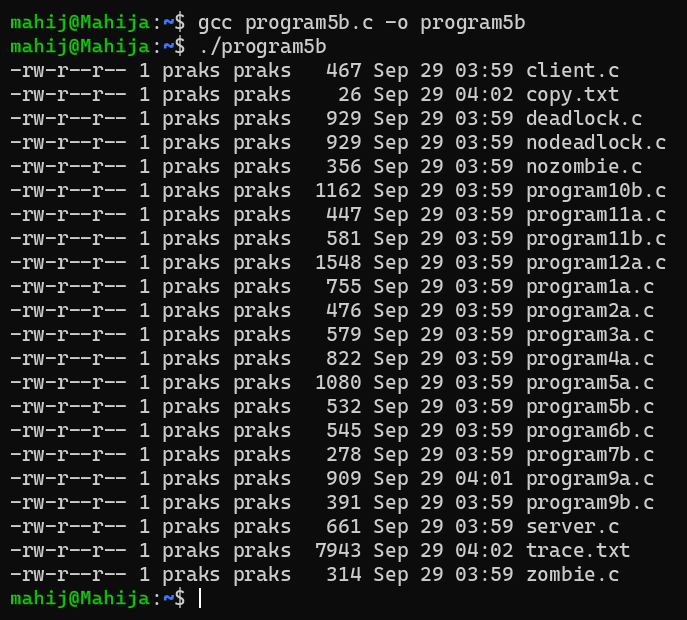 mahij@Mahija:~$ gcc program5b.c -o program5b
mahij@Mahija:~$ ./program5b
-rw-r--r-- 1 praks praks   467 Sep 29 03:59 client.c
-rw-r--r-- 1 praks praks    26 Sep 29 04:02 copy.txt
-rw-r--r-- 1 praks praks   929 Sep 29 03:59 deadlock.c
-rw-r--r-- 1 praks praks   929 Sep 29 03:59 nodeadlock.c
-rw-r--r-- 1 praks praks   356 Sep 29 03:59 nozombie.c
-rw-r--r-- 1 praks praks  1162 Sep 29 03:59 program10b.c
-rw-r--r-- 1 praks praks   447 Sep 29 03:59 program11a.c
-rw-r--r-- 1 praks praks   581 Sep 29 03:59 program11b.c
-rw-r--r-- 1 praks praks  1548 Sep 29 03:59 program12a.c
-rw-r--r-- 1 praks praks   755 Sep 29 03:59 program1a.c
-rw-r--r-- 1 praks praks   476 Sep 29 03:59 program2a.c
-rw-r--r-- 1 praks praks   579 Sep 29 03:59 program3a.c
-rw-r--r-- 1 praks praks   822 Sep 29 03:59 program4a.c
-rw-r--r-- 1 praks praks  1080 Sep 29 03:59 program5a.c
-rw-r--r-- 1 praks praks   532 Sep 29 03:59 program5b.c
-rw-r--r-- 1 praks praks   545 Sep 29 03:59 program6b.c
-rw-r--r-- 1 praks praks   278 Sep 29 03:59 program7b.c
-rw-r--r-- 1 praks praks   909 Sep 29 04:01 program9a.c
-rw-r--r-- 1 praks praks   391 Sep 29 03:59 program9b.c
-rw-r--r-- 1 praks praks   661 Sep 29 03:59 server.c
-rw-r--r-- 1 praks praks  7943 Sep 29 04:02 trace.txt
-rw-r--r-- 1 praks praks   314 Sep 29 03:59 zombie.c
mahij@Mahija:~$